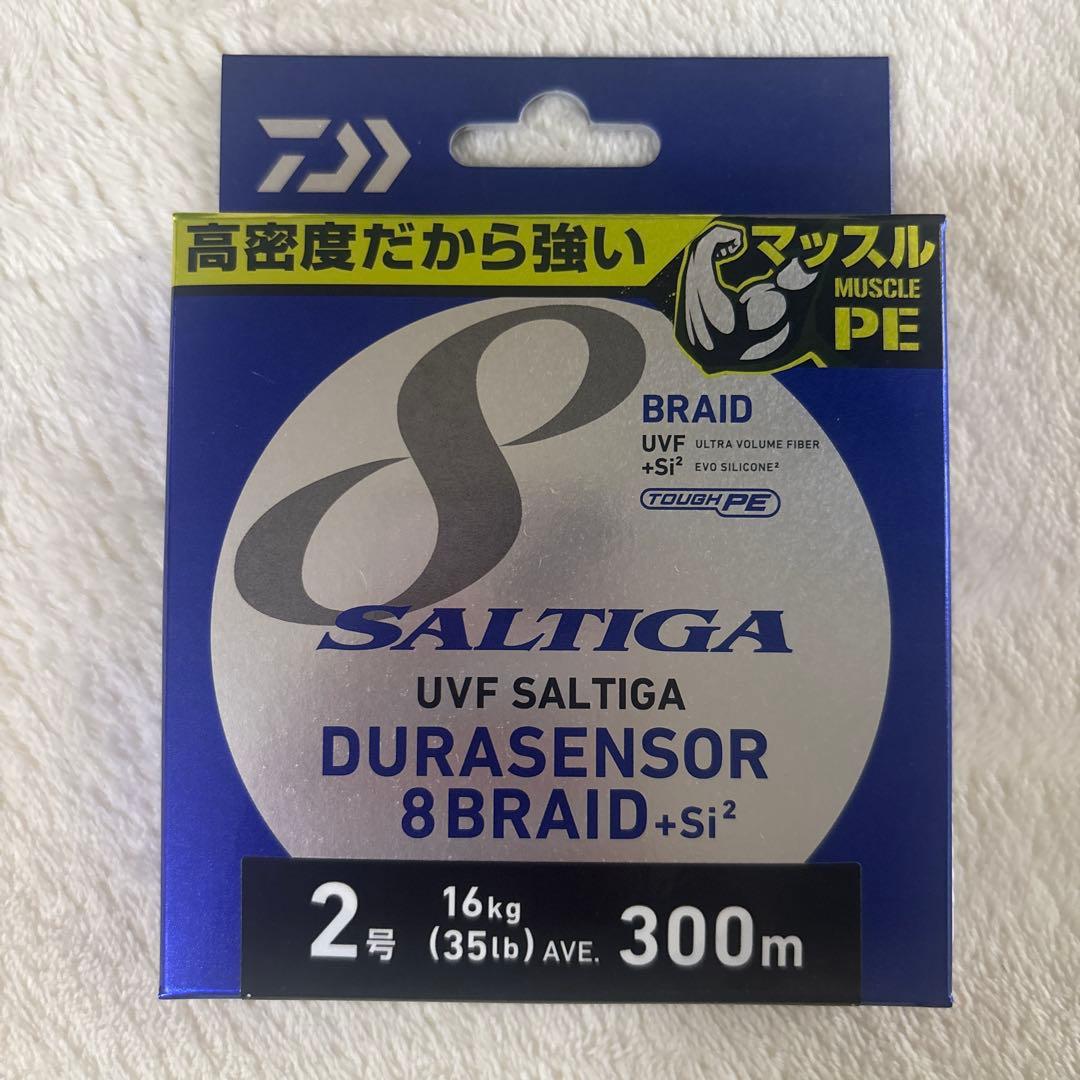 高密度だから強い
マッスル
MUSCLE
PE
8
BRAID
UVF ULTRA VOLUME FIBER
+Si² EVO SILICONE²
TOUGH PE
SALTIGA
UVF SALTIGA
DURASENSOR
8BRAID+Si²
2号 16kg (35lb) AVE. 300m